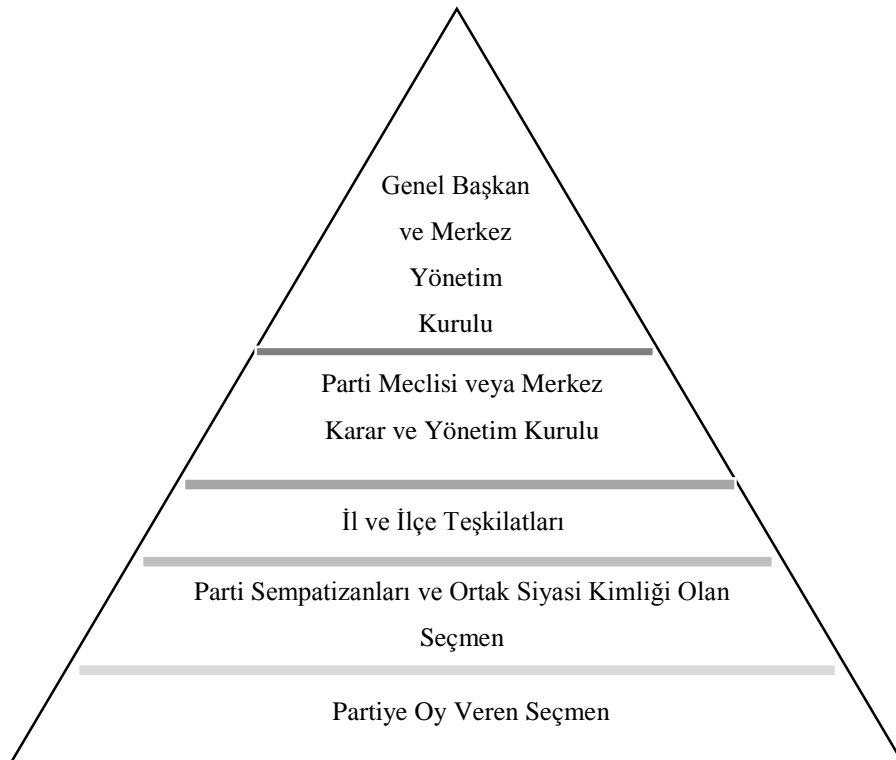 Genel Başkan
ve Merkez
Yönetim
Kurulu
Parti Meclisi veya Merkez
Karar ve Yönetim Kurulu
İl ve İlçe Teşkilatları
Parti Sempatizanları ve Ortak Siyasi Kimliği Olan
Seçmen
Partiye Oy Veren Seçmen